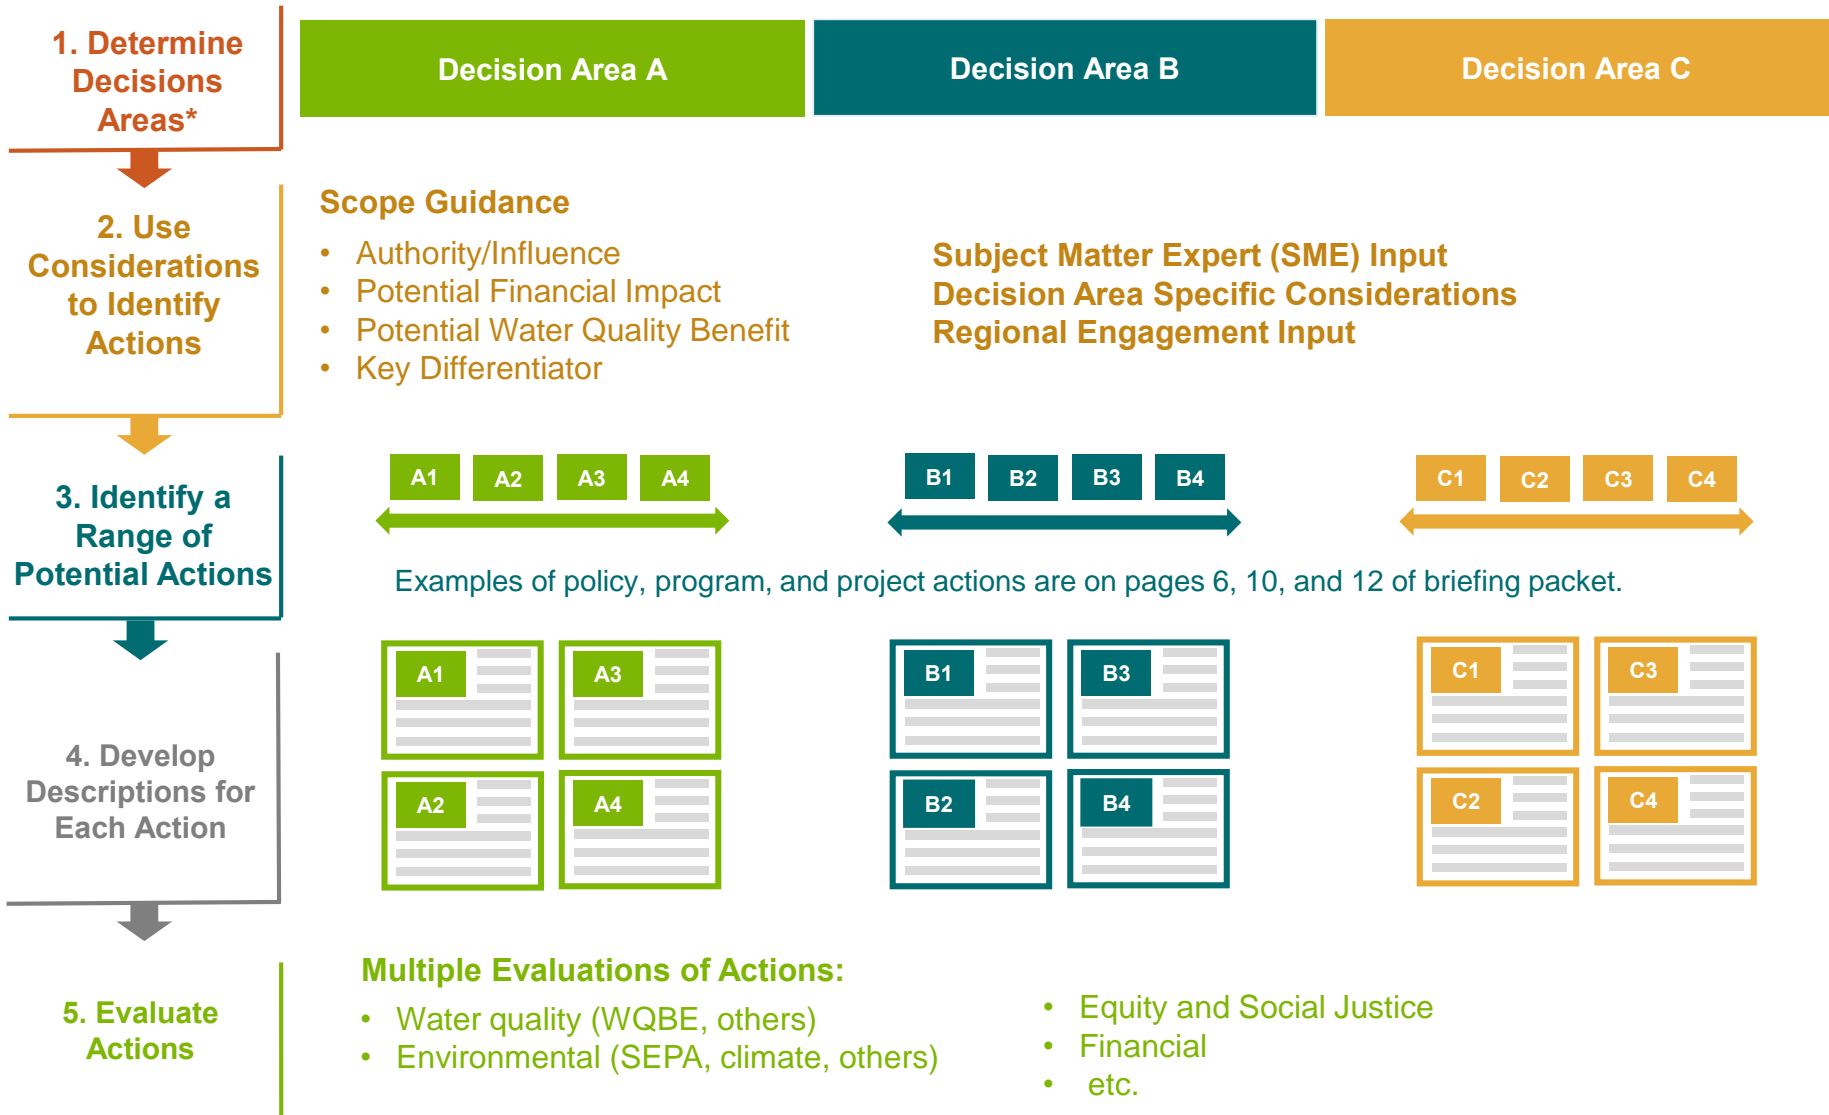 1. Determine
Decisions
Areas*
Decision Area A
Decision Area B
Decision Area C
2. Use
Considerations
to Identify
Actions
Scope Guidance
• Authority/Influence
• Potential Financial Impact
• Potential Water Quality Benefit
• Key Differentiator
Subject Matter Expert (SME) Input
Decision Area Specific Considerations
Regional Engagement Input
3. Identify a
Range of
Potential Actions
A1 A2 A3 A4
B1 B2 B3 B4
C1 C2 C3 C4
Examples of policy, program, and project actions are on pages 6, 10, and 12 of briefing packet.
4. Develop
Descriptions for
Each Action
A1 A3
A2 A4
B1 B3
B2 B4
C1 C3
C2 C4
5. Evaluate
Actions
Multiple Evaluations of Actions:
• Water quality (WQBE, others)
• Environmental (SEPA, climate, others)
• Equity and Social Justice
• Financial
• etc.